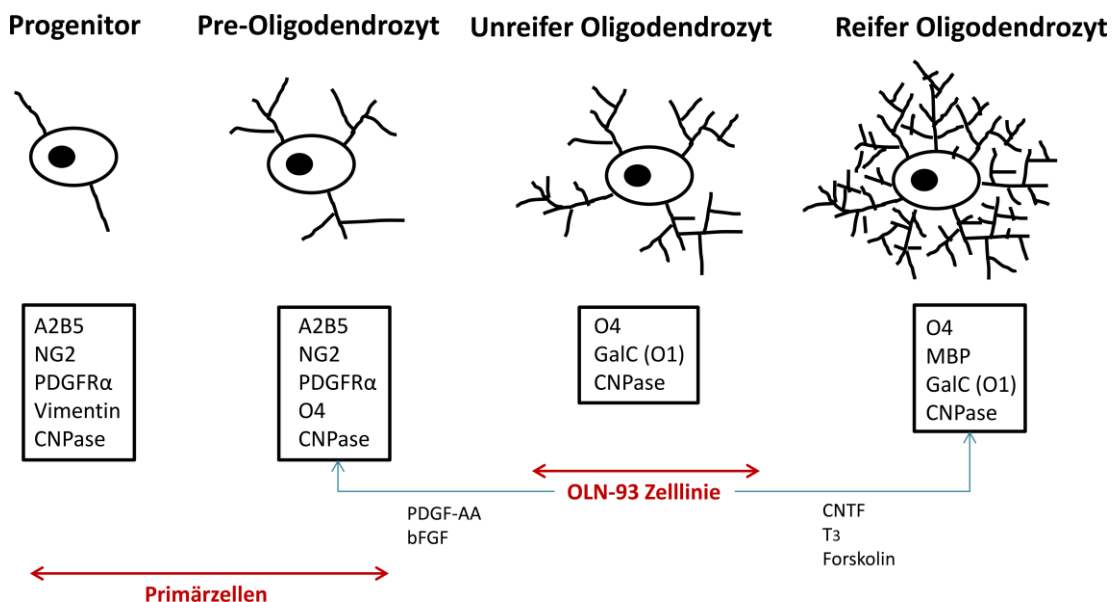 Progenitor
Pre-Oligodendrozyt
Unreifer Oligodendrozyt
Reifer Oligodendrozyt
A2B5
NG2
PDGFRα
Vimentin
CNPase
A2B5
NG2
PDGFRα
O4
CNPase
O4
GalC (O1)
CNPase
O4
MBP
GalC (O1)
CNPase
OLN-93 Zelllinie
PDGF-AA
bFGF
CNTF
T3
Forskolin
Primärzellen